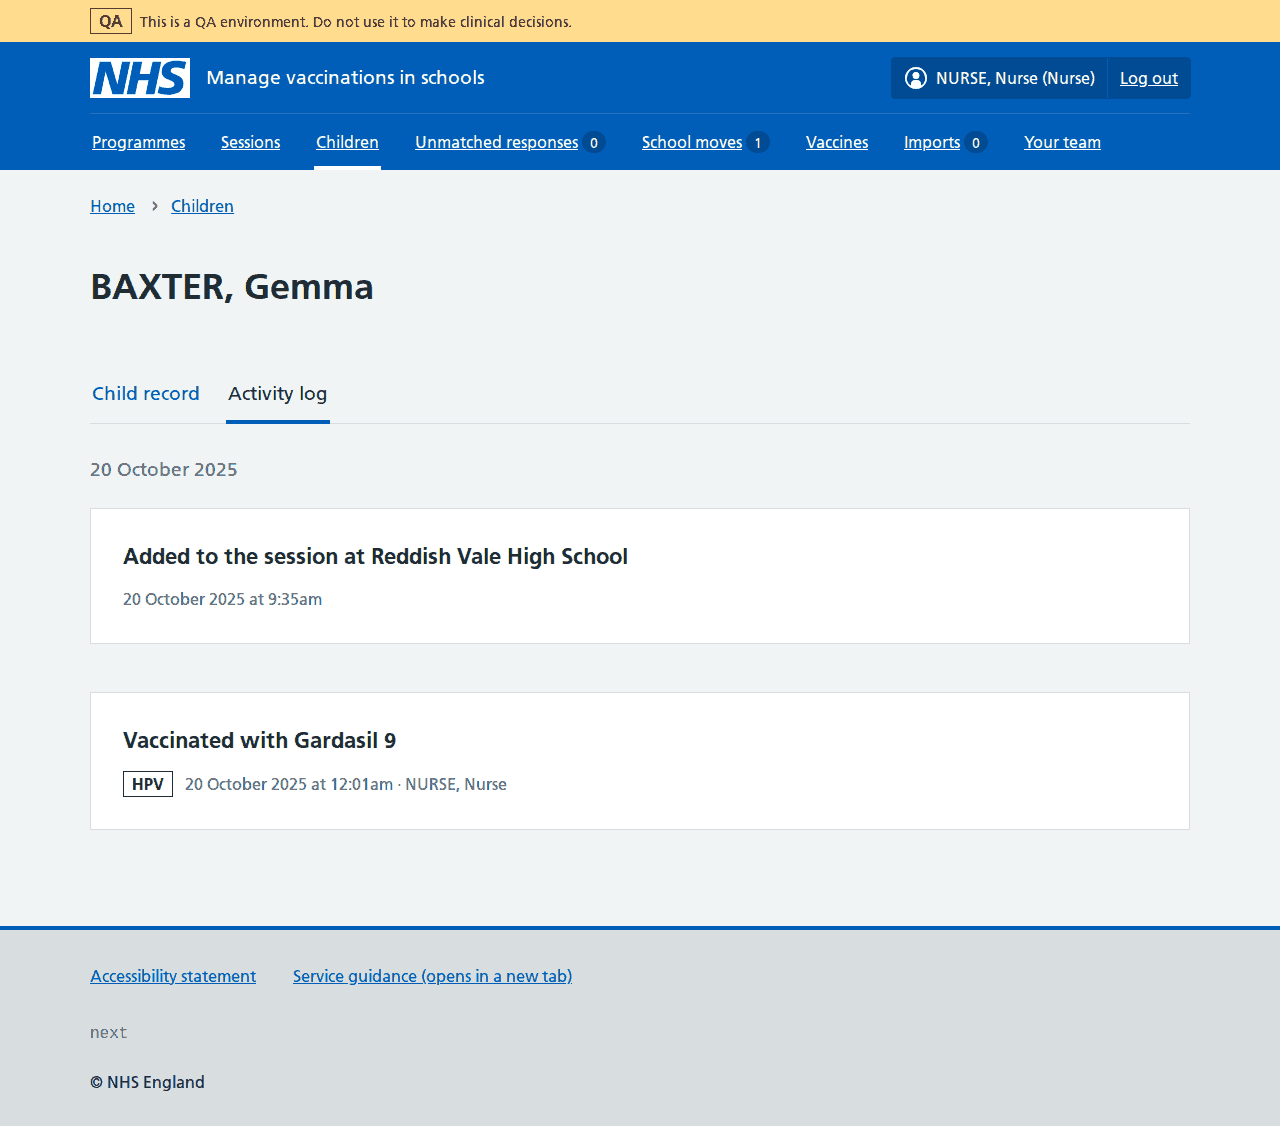 QA This is a QA environment. Do not use it to make clinical decisions.
NHS Manage vaccinations in schools NURSE, Nurse (Nurse) Log out
Programmes Sessions Children Unmatched responses 0 School moves 1 Vaccines Imports 0 Your team
Home › Children
BAXTER, Gemma
Child record Activity log
20 October 2025
Added to the session at Reddish Vale High School
20 October 2025 at 9:35am
Vaccinated with Gardasil 9
HPV 20 October 2025 at 12:01am · NURSE, Nurse
Accessibility statement Service guidance (opens in a new tab)
next
© NHS England